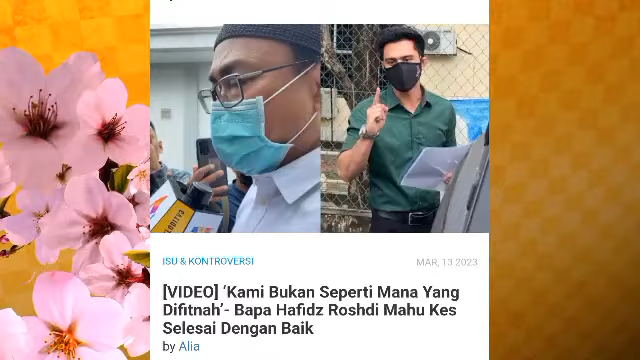 ISU & KONTROVERSI
MAR, 13 2023
[VIDEO] ‘Kami Bukan Seperti Mana Yang
Difitnah’- Bapa Hafidz Roshdi Mahu Kes
Selesai Dengan Baik
by Alia